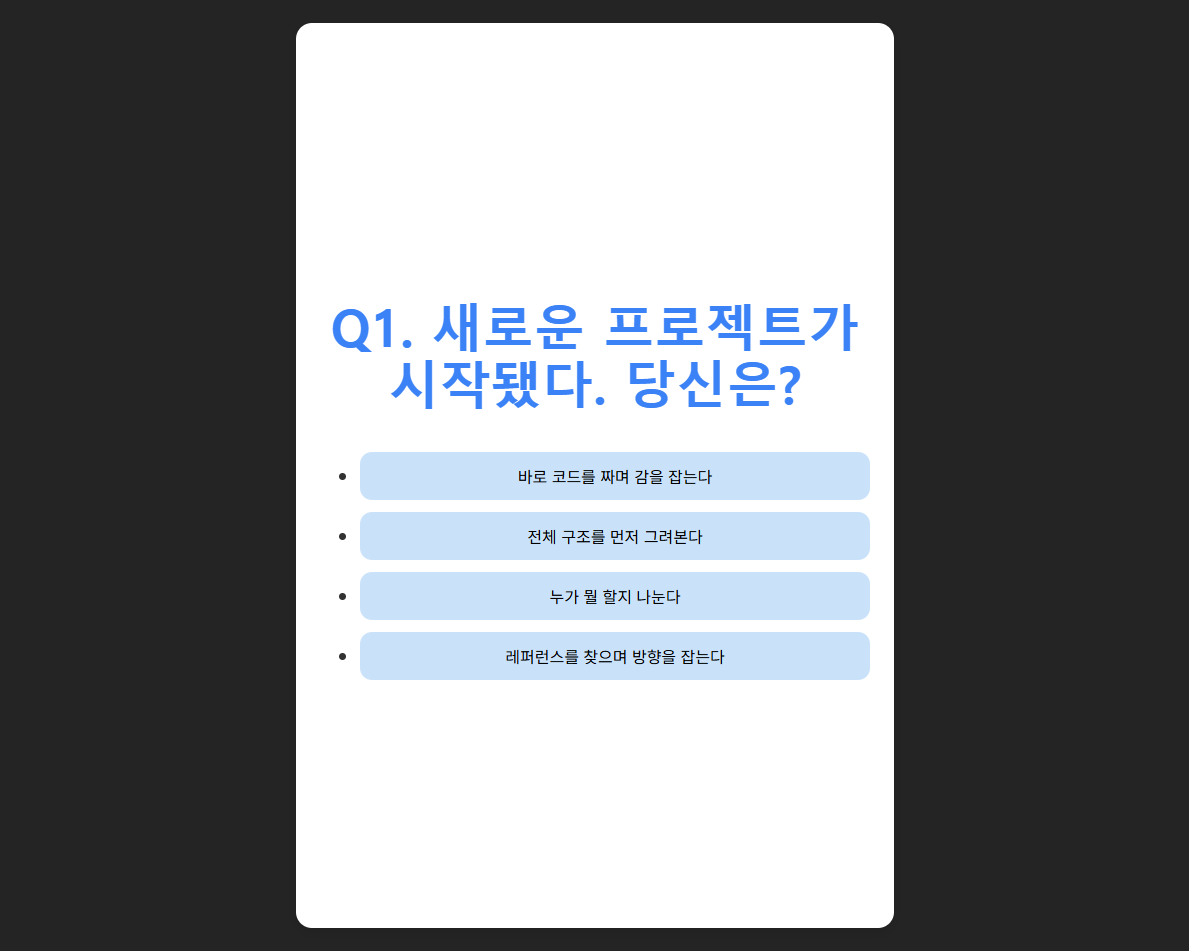 Q1. 새로운 프로젝트가
시작됐다. 당신은?
바로 코드를 짜며 감을 잡는다
전체 구조를 먼저 그려본다
누가 뭘 할지 나눈다
레퍼런스를 찾으며 방향을 잡는다